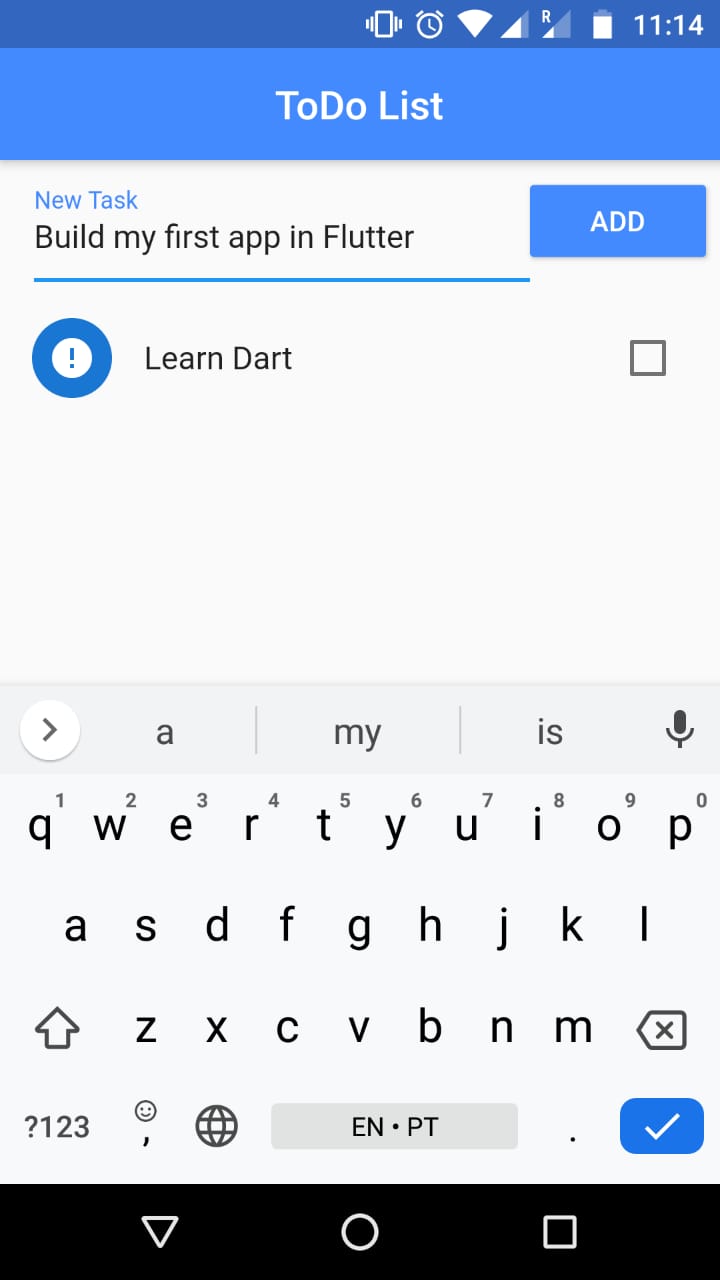 R 11:14
ToDo List
New Task
Build my first app in Flutter
ADD
! Learn Dart
a my is
1 2 3 4 5 6 7 8 9 0
q w e r t y u i o p
a s d f g h j k l
z x c v b n m
?123 , EN • PT .